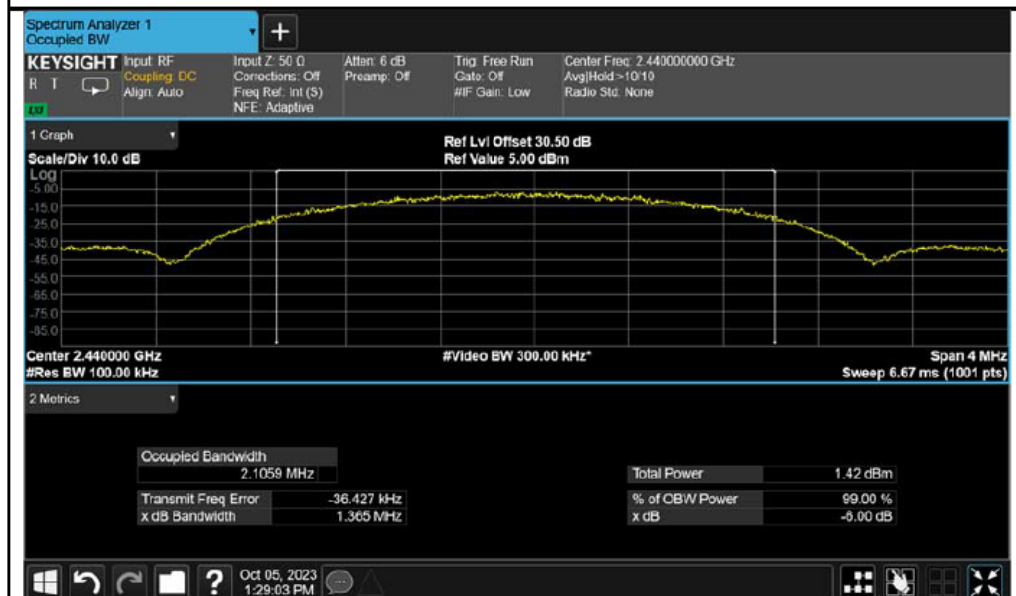 Spectrum Analyzer 1
Occupied BW
+
KEYSIGHT
R T
LXI
Input: RF
Coupling: DC
Align: Auto
Input Z: 50 Ω
Corrections: Off
Freq Ref: Int (S)
NFE: Adaptive
Atten: 6 dB
Preamp: Off
Trig: Free Run
Gate: Off
#IF Gain: Low
Center Freq: 2.440000000 GHz
Avg|Hold:>10/10
Radio Std: None
1 Graph
Scale/Div 10.0 dB
Ref Lvl Offset 30.50 dB
Ref Value 5.00 dBm
Log
-5.00
-15.0
-25.0
-35.0
-45.0
-55.0
-65.0
-75.0
-85.0
Center 2.440000 GHz
#Res BW 100.00 kHz
#Video BW 300.00 kHz*
Span 4 MHz
Sweep 6.67 ms (1001 pts)
2 Metrics
Occupied Bandwidth
2.1059 MHz
Transmit Freq Error -36.427 kHz
x dB Bandwidth 1.365 MHz
Total Power 1.42 dBm
% of OBW Power 99.00 %
x dB -6.00 dB
?
Oct 05, 2023
1:29:03 PM